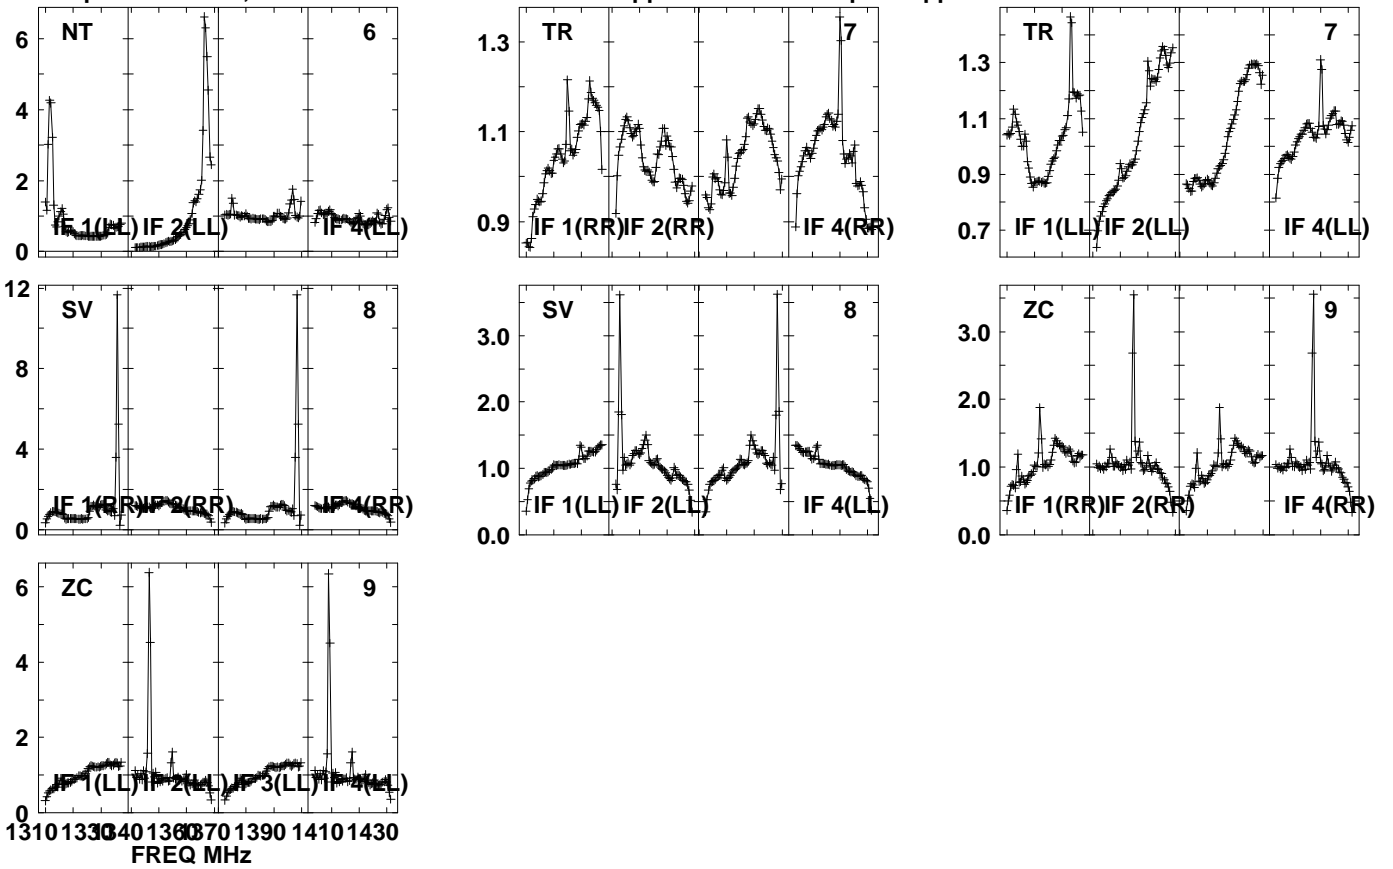 NT 6
6
4
2
0
IF 1(LL) IF 2(LL) IF 4(LL)
TR 7
1.3
1.1
0.9
IF 1(RR) IF 2(RR) IF 4(RR)
TR 7
1.3
1.1
0.9
0.7
IF 1(LL) IF 2(LL) IF 4(LL)
SV 8
12
8
4
0
IF 1(RR) IF 2(RR) IF 4(RR)
SV 8
3.0
2.0
1.0
0.0
IF 1(LL) IF 2(LL) IF 4(LL)
ZC 9
3.0
2.0
1.0
0.0
IF 1(RR) IF 2(RR) IF 4(RR)
ZC 9
6
4
2
0
IF 1(LL) IF 2(LL) IF 3(LL) IF 4(LL)
1310 1330 1340 1360 1370 1390 1410 1430
FREQ MHz